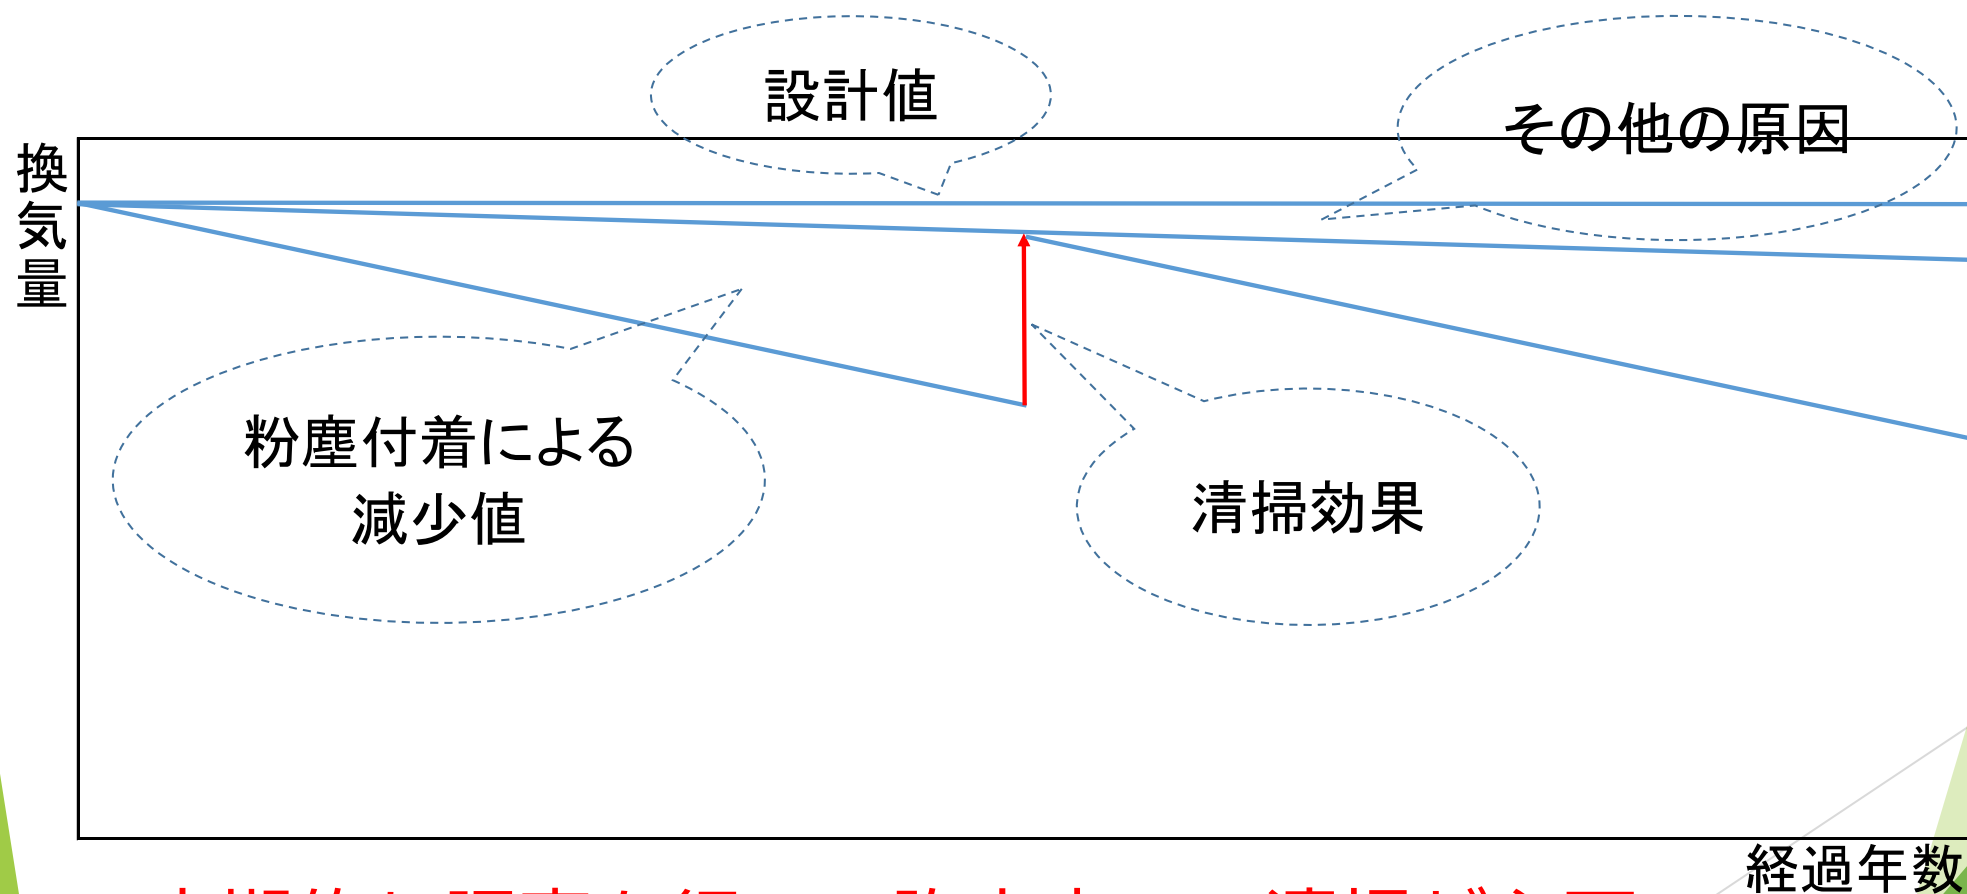 設計値
その他の原因
換気量
粉塵付着による
減少値
清掃効果
経過年数